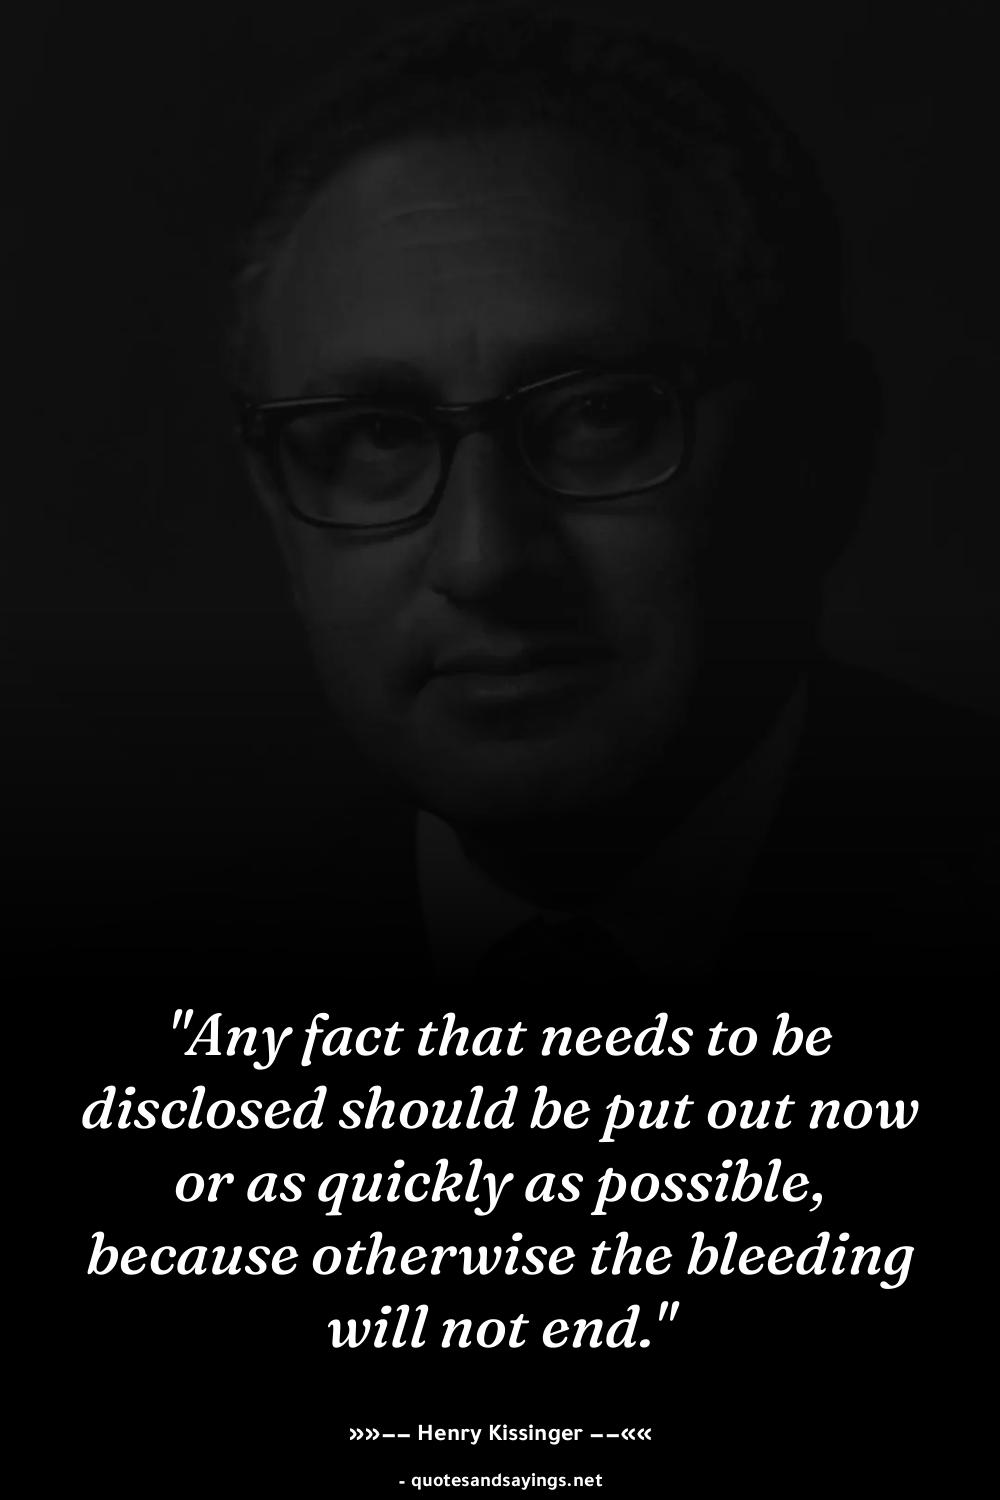 "Any fact that needs to be
disclosed should be put out now
or as quickly as possible,
because otherwise the bleeding
will not end."
»»−− Henry Kissinger −−««
- quotesandsayings.net